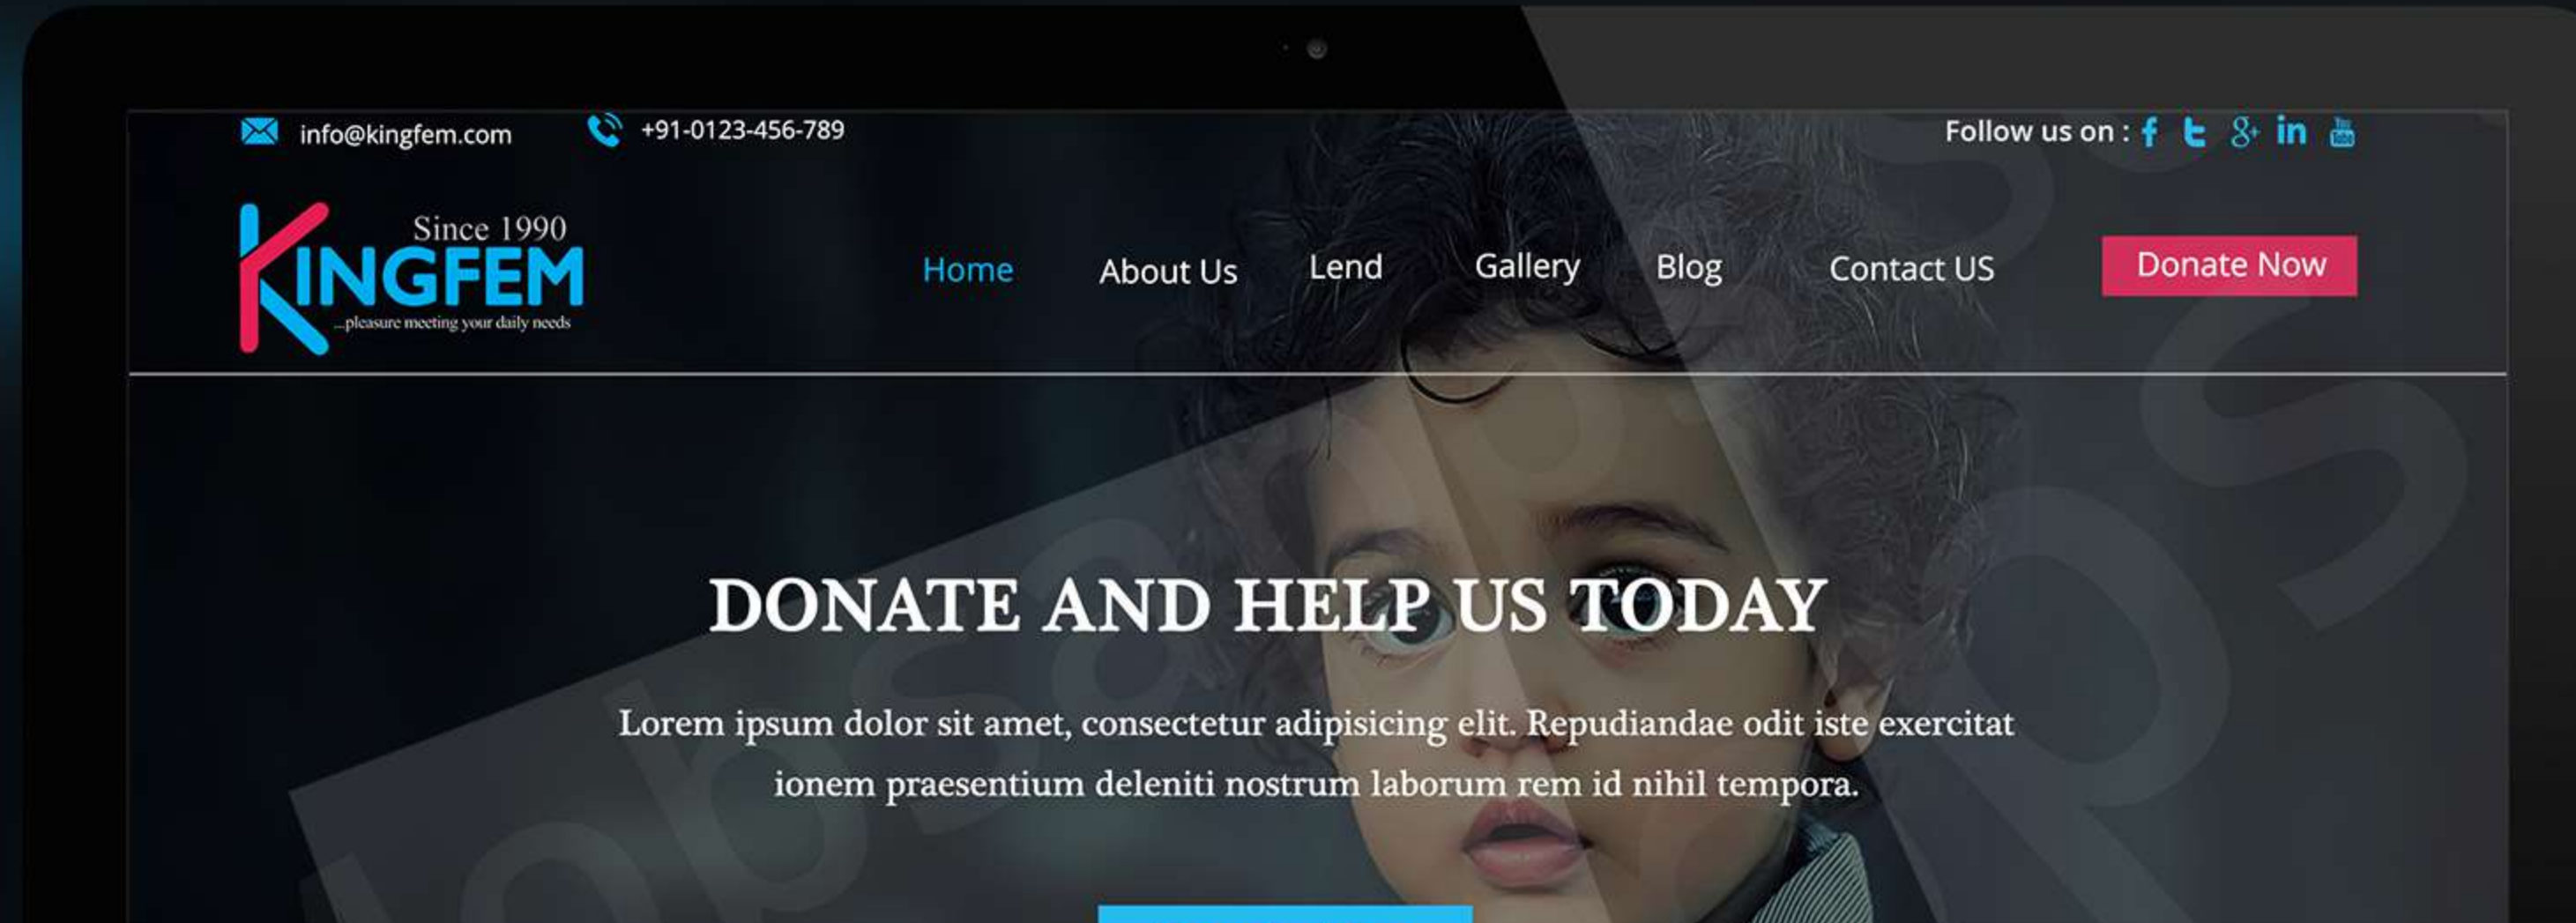 info@kingfem.com +91-0123-456-789 Follow us on :
Since 1990
KINGFEM
...pleasure meeting your daily needs
Home About Us Lend Gallery Blog Contact US Donate Now
DONATE AND HELP US TODAY
Lorem ipsum dolor sit amet, consectetur adipisicing elit. Repudiandae odit iste exercitat
ionem praesentium deleniti nostrum laborum rem id nihil tempora.